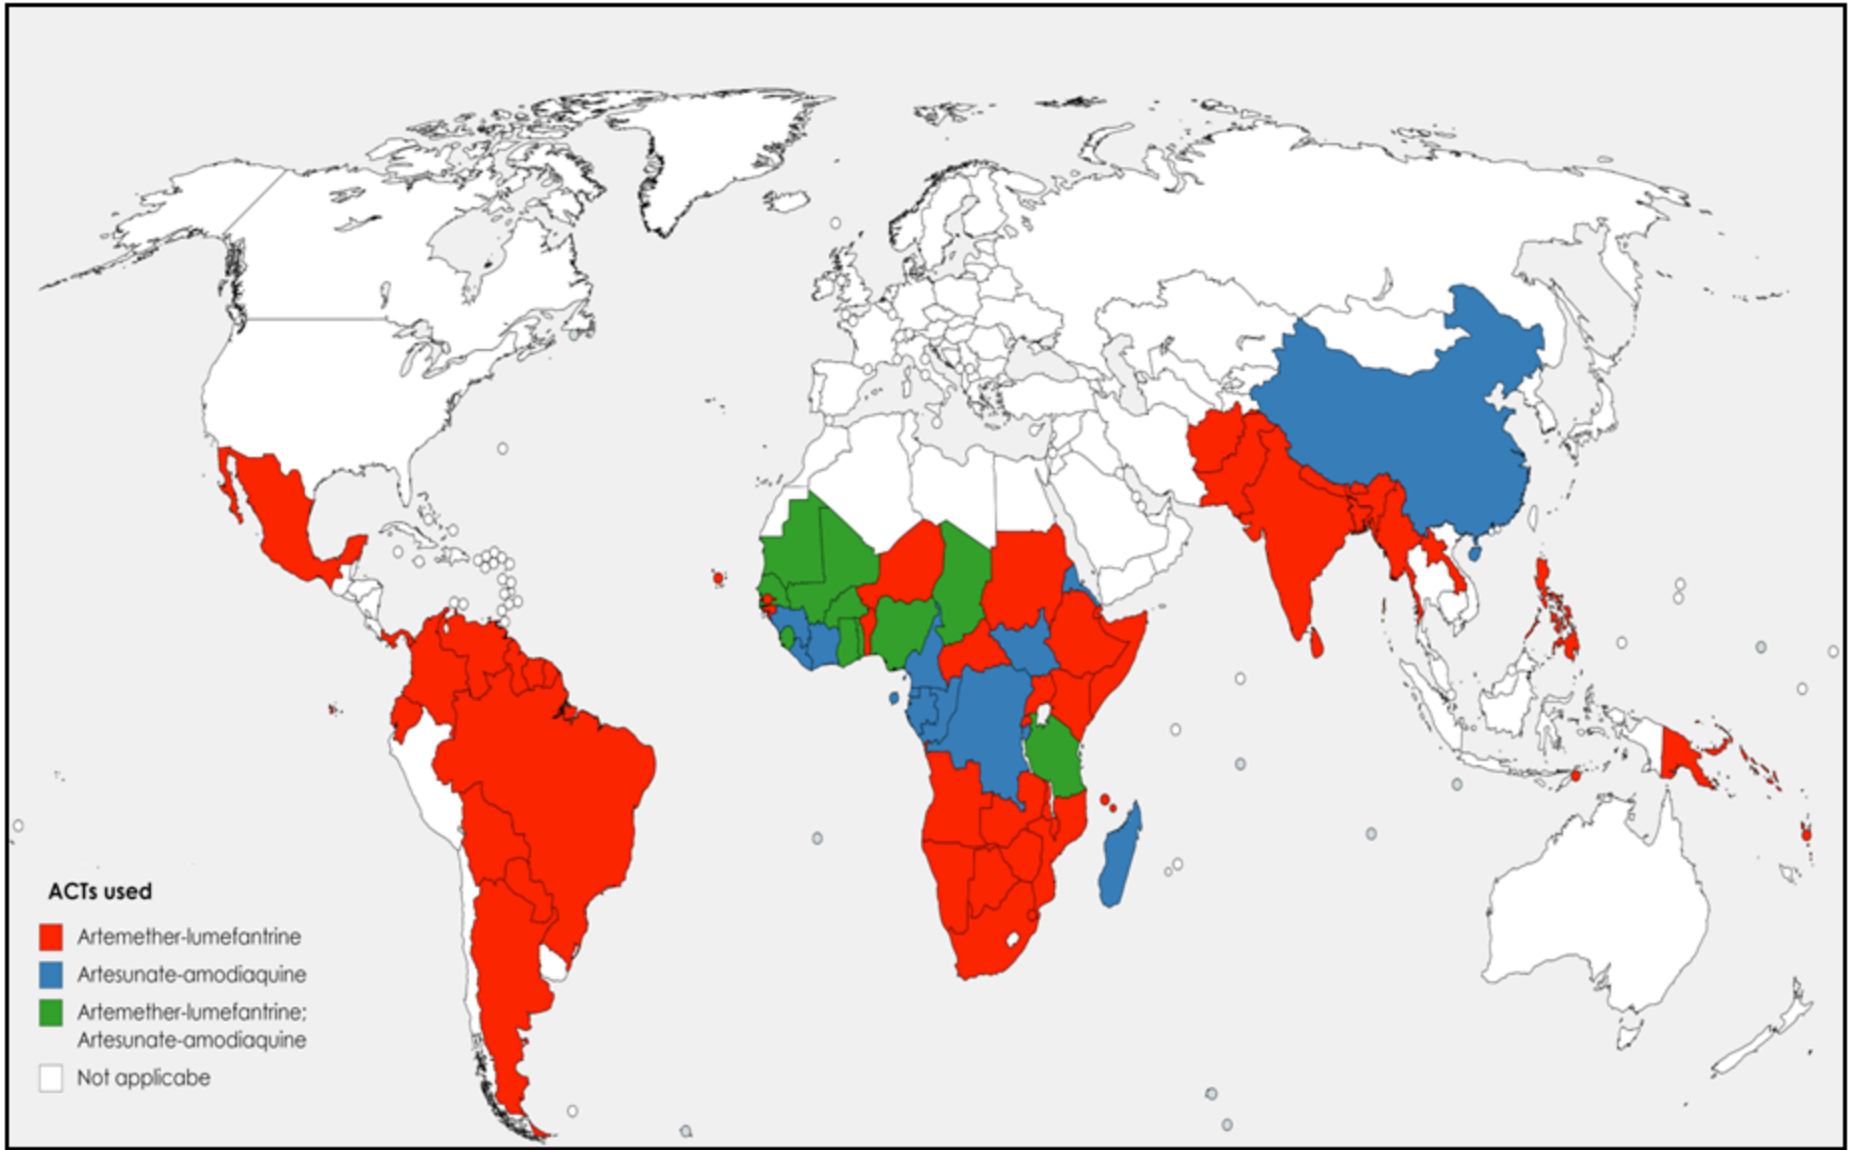 ACTs used
Artemether-lumefantrine
Artesunate-amodiaquine
Artemether-lumefantrine;
Artesunate-amodiaquine
Not applicabe